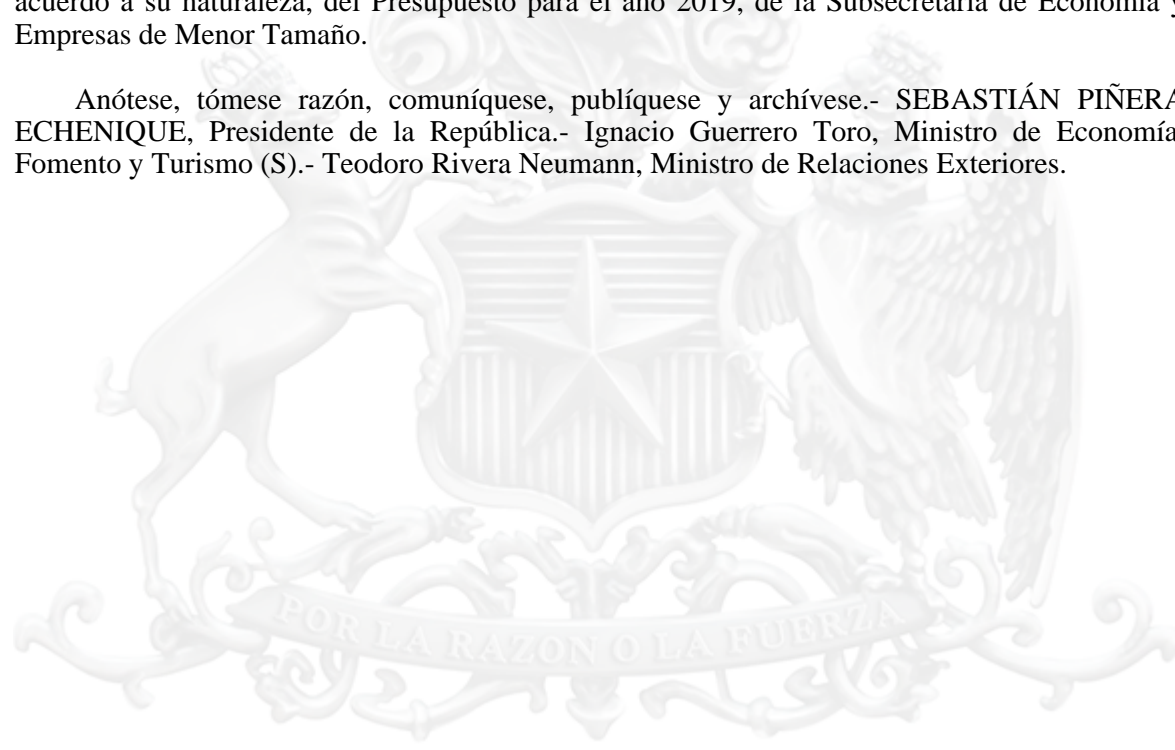 acuerdo a su naturaleza, del Presupuesto para el año 2019, de la Subsecretaría de Economía y
Empresas de Menor Tamaño.
Anótese, tómese razón, comuníquese, publíquese y archívese.- SEBASTIÁN PIÑERA
ECHENIQUE, Presidente de la República.- Ignacio Guerrero Toro, Ministro de Economía
Fomento y Turismo (S).- Teodoro Rivera Neumann, Ministro de Relaciones Exteriores.
POR LA RAZON O LA FUERZA